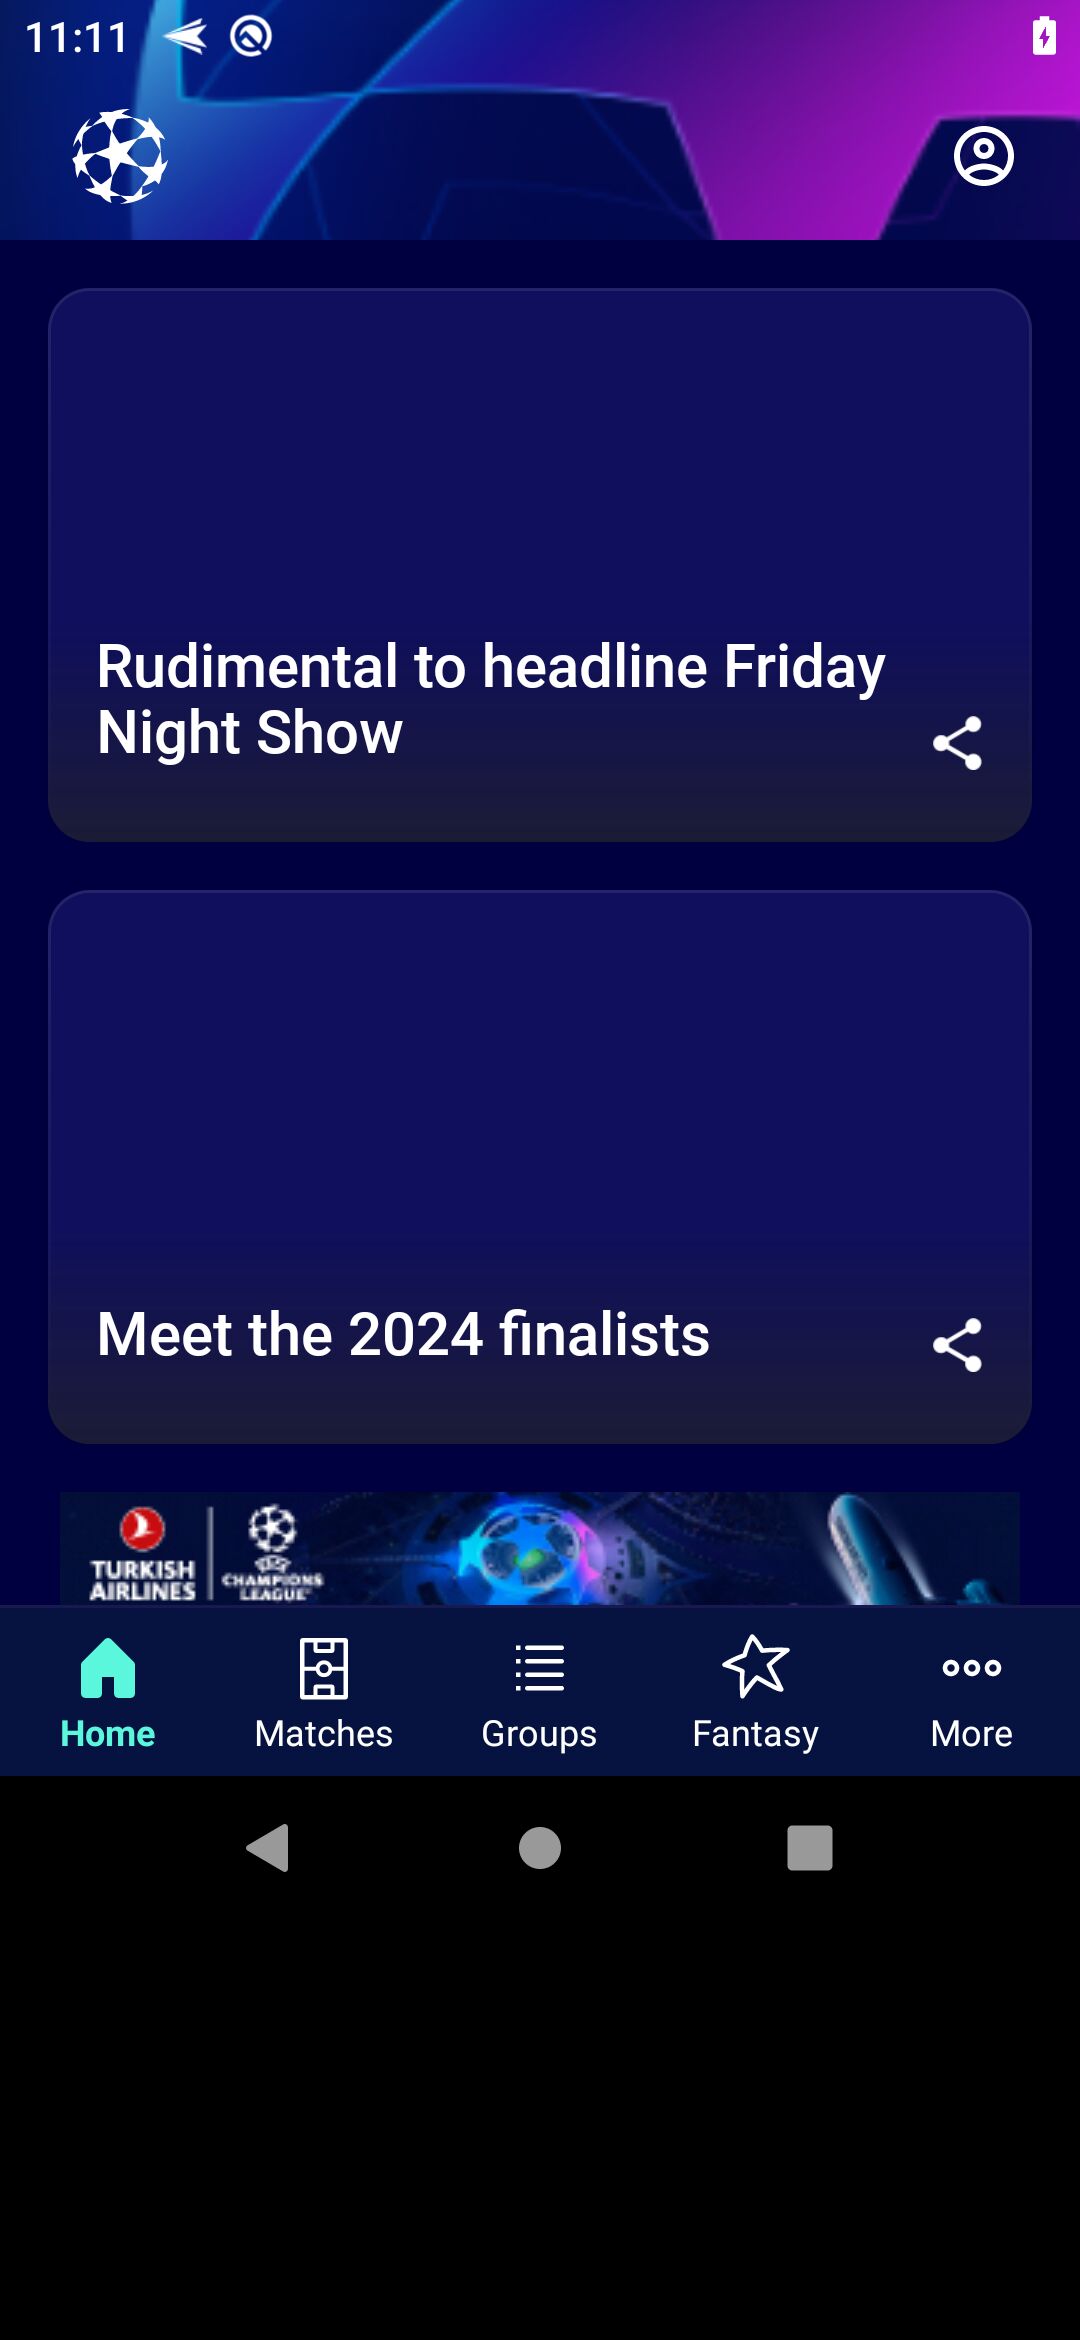 11:11
Rudimental to headline Friday
Night Show
Meet the 2024 finalists
TURKISH
AIRLINES
CHAMPIONS
LEAGUE
Home
Matches
Groups
Fantasy
More